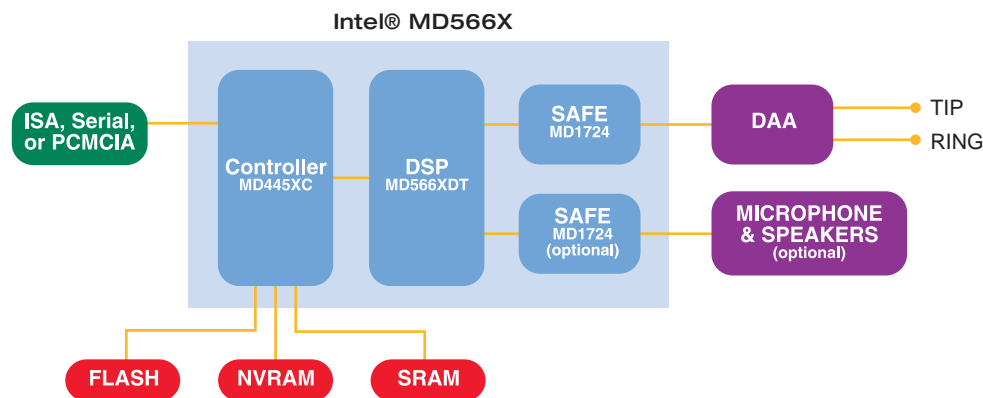 Intel® MD566X
ISA, Serial,
or PCMCIA
Controller
MD445XC
DSP
MD566XDT
SAFE
MD1724
DAA
TIP
RING
SAFE
MD1724
(optional)
MICROPHONE
& SPEAKERS
(optional)
FLASH
NVRAM
SRAM